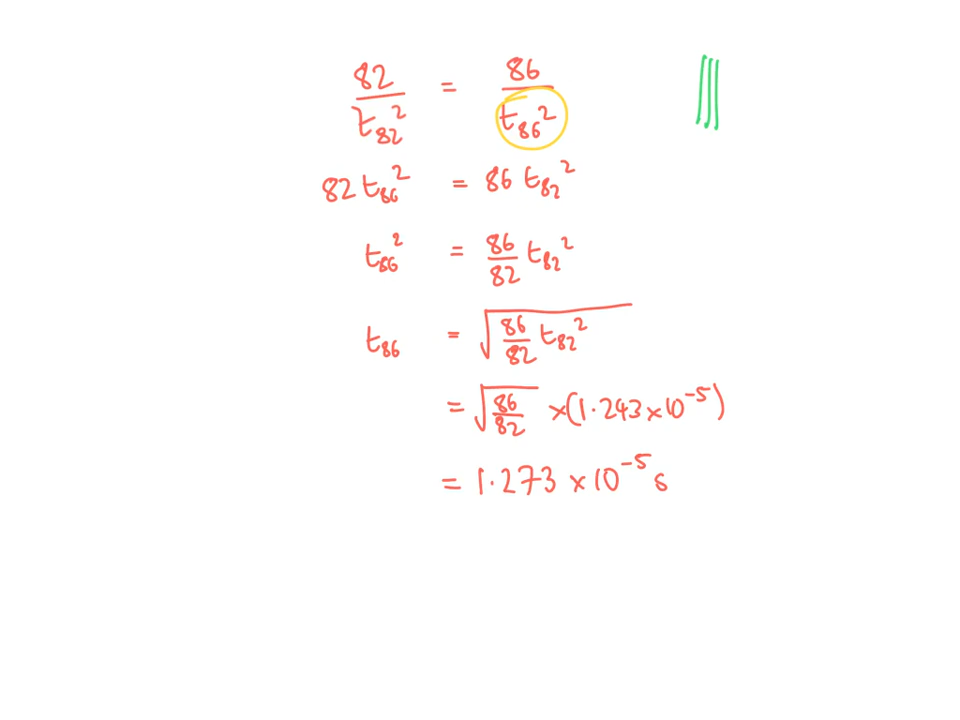 82/t₈₂² = 86/t₈₆²
82 t₈₆² = 86 t₈₂²
t₈₆² = 86/82 t₈₂²
t₈₆ = √(86/82 t₈₂²)
= √(86/82) ×(1.243×10⁻⁵)
= 1.273 ×10⁻⁵ s